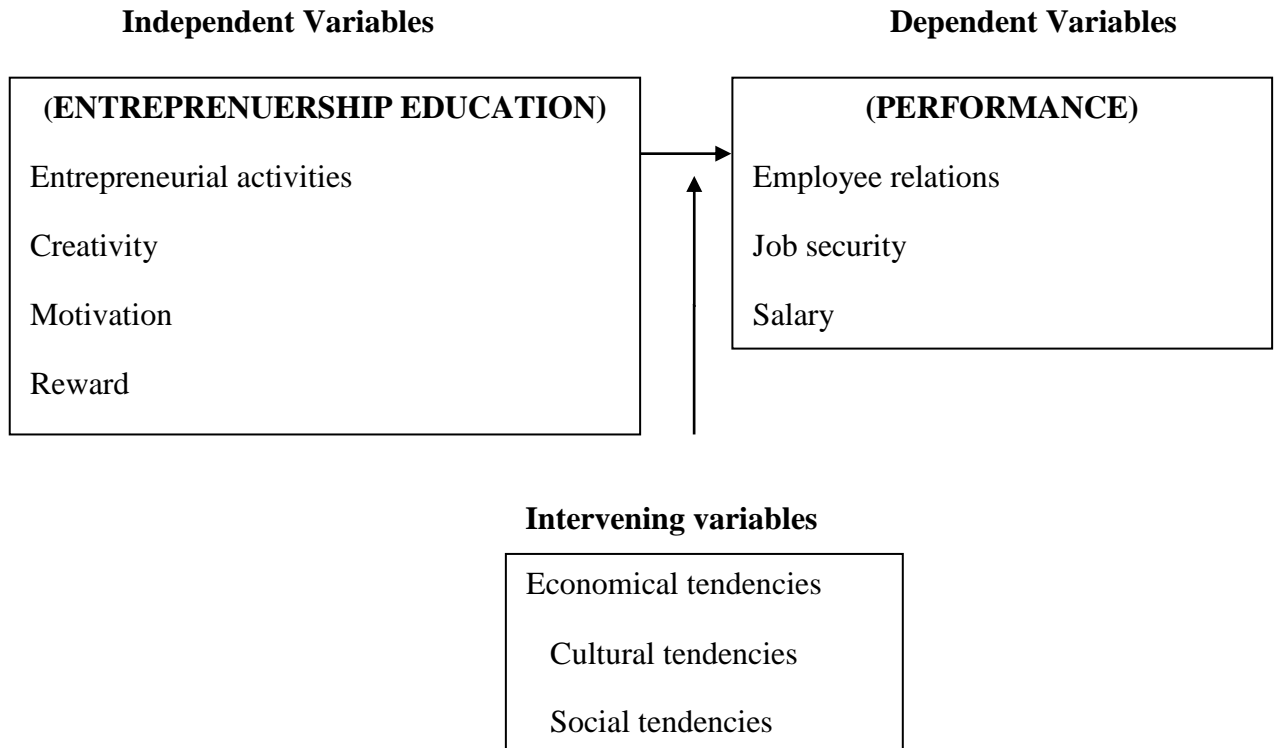 Independent Variables
Dependent Variables
(ENTREPRENUERSHIP EDUCATION)
Entrepreneurial activities
Creativity
Motivation
Reward
(PERFORMANCE)
Employee relations
Job security
Salary
Intervening variables
Economical tendencies
Cultural tendencies
Social tendencies